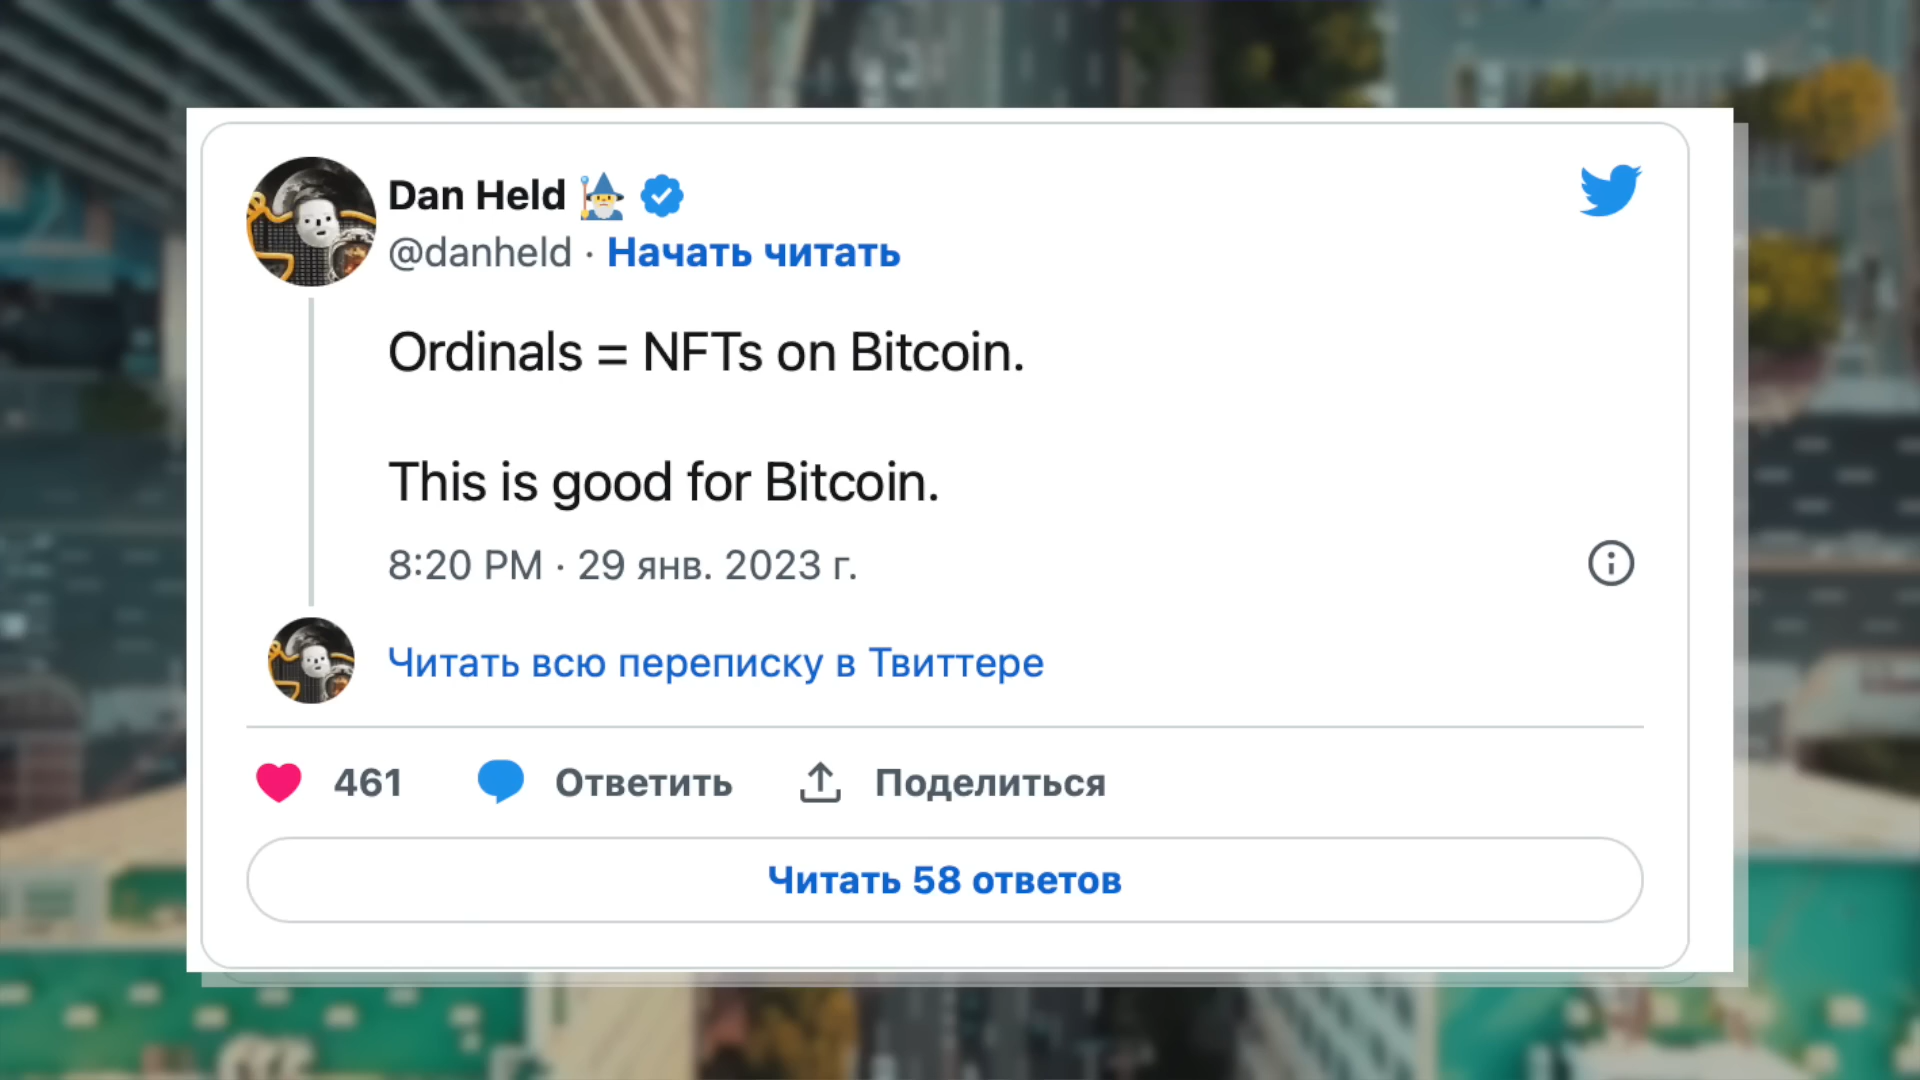 Dan Held 🧙‍♂️
@danheld · Начать читать
Ordinals = NFTs on Bitcoin.
This is good for Bitcoin.
8:20 PM · 29 янв. 2023 г.
Читать всю переписку в Твиттере
461 Ответить Поделиться
Читать 58 ответов